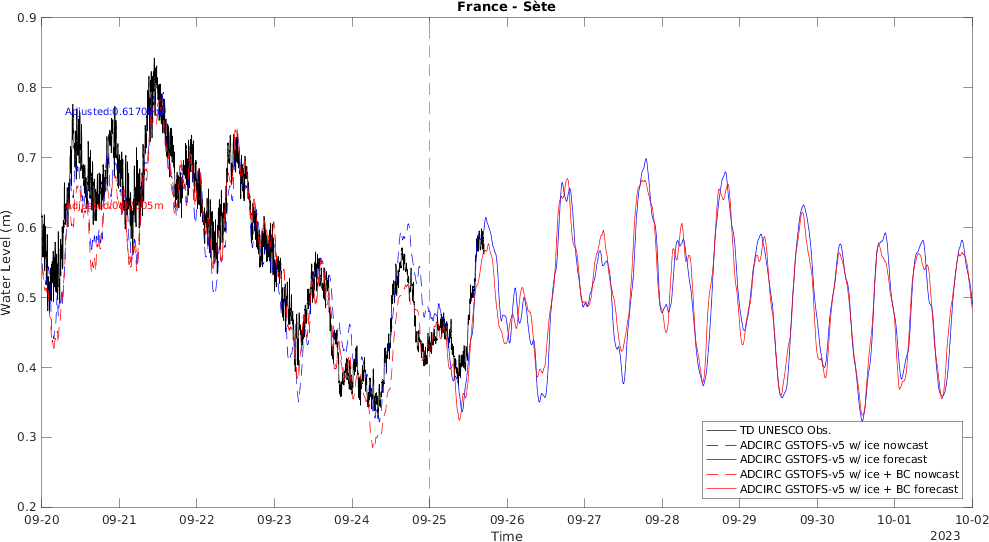 France - Sète
Water Level (m)
0.9
0.8
0.7
0.6
0.5
0.4
0.3
0.2
TD UNESCO Obs.
ADCIRC GSTOFS-v5 w/ ice nowcast
ADCIRC GSTOFS-v5 w/ ice forecast
ADCIRC GSTOFS-v5 w/ ice + BC nowcast
ADCIRC GSTOFS-v5 w/ ice + BC forecast
09-20 09-21 09-22 09-23 09-24 09-25 09-26 09-27 09-28 09-29 09-30 10-01 10-02
Time
2023